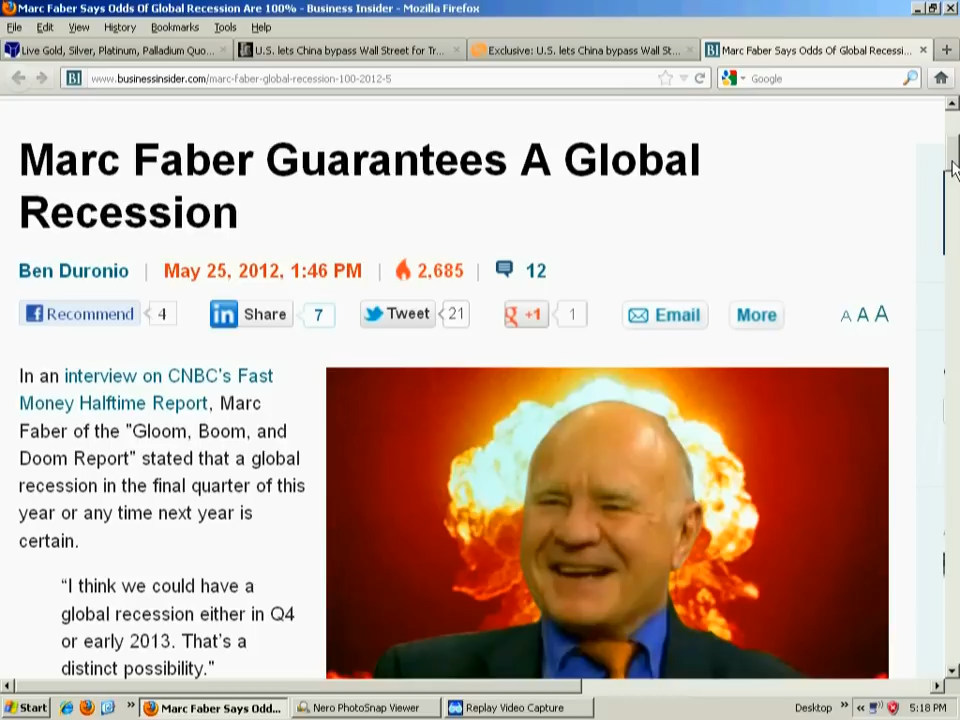 Marc Faber Says Odds Of Global Recession Are 100% - Business Insider - Mozilla Firefox
File Edit View History Bookmarks Tools Help
Live Gold, Silver, Platinum, Palladium Quo... U.S. lets China bypass Wall Street for Tr... Exclusive: U.S. lets China bypass Wall St... Marc Faber Says Odds Of Global Recessi...
www.businessinsider.com/marc-faber-global-recession-100-2012-5 Google
Marc Faber Guarantees A Global
Recession
Ben Duronio | May 25, 2012, 1:46 PM | 2,685 | 12
Recommend 4 Share 7 Tweet 21 +1 1 Email More A A A
In an interview on CNBC's Fast
Money Halftime Report, Marc
Faber of the "Gloom, Boom, and
Doom Report" stated that a global
recession in the final quarter of this
year or any time next year is
certain.
“I think we could have a
global recession either in Q4
or early 2013. That's a
distinct possibility."
Start Marc Faber Says Odd... Nero PhotoSnap Viewer Replay Video Capture Desktop 5:18 PM